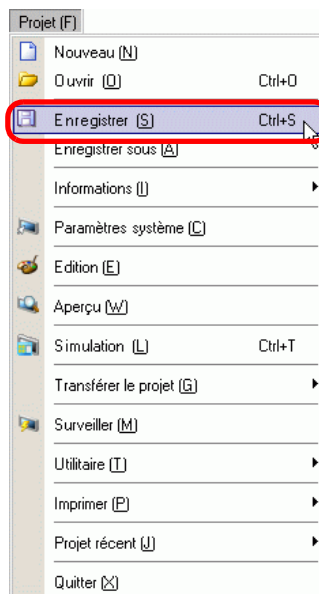 Projet (F)
Nouveau (N)
Ouvrir (O) Ctrl+O
Enregistrer (S) Ctrl+S
Enregistrer sous (A)
Informations (I)
Paramètres système (C)
Edition (E)
Aperçu (W)
Simulation (L) Ctrl+T
Transférer le projet (G)
Surveiller (M)
Utilitaire (T)
Imprimer (P)
Projet récent (J)
Quitter (X)